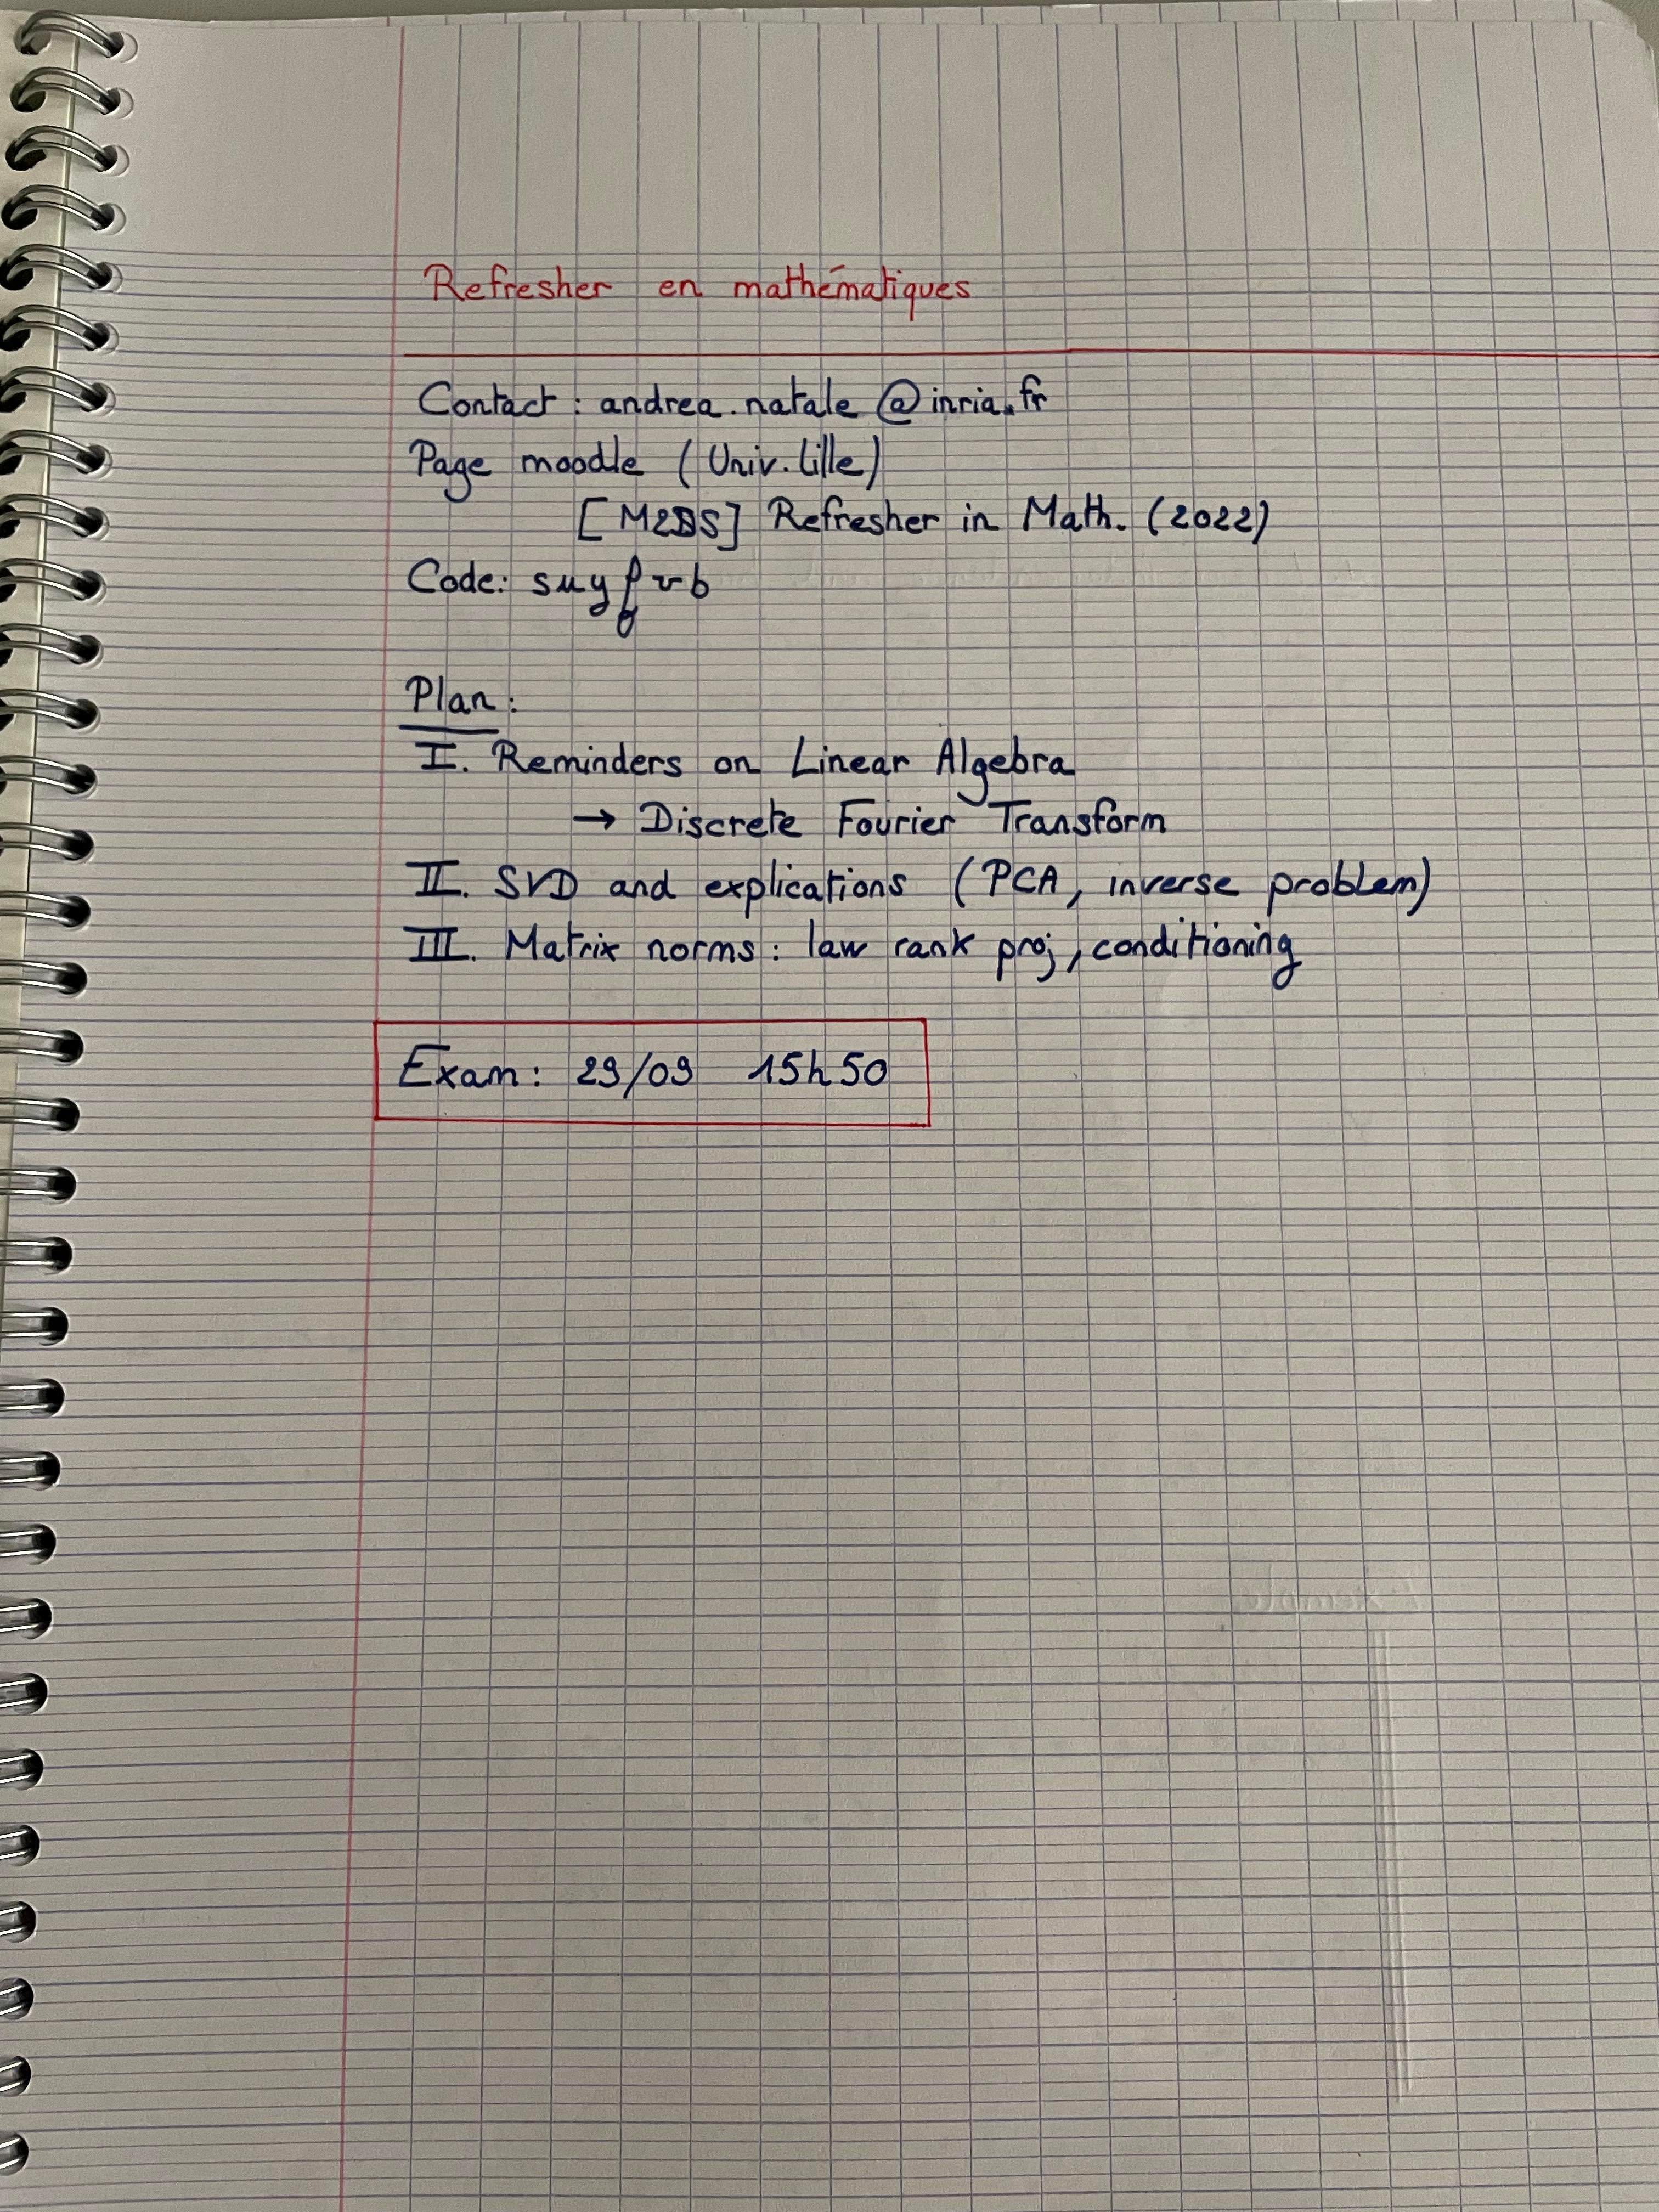 Refresher en mathématiques
Contact : andrea.natale @inria.fr
Page moodle (Univ. Lille)
[M2DS] Refresher in Math. (2022)
Code: suyfvb
Plan :
I. Reminders on Linear Algebra
→ Discrete Fourier Transform
II. SVD and explications (PCA, inverse problem)
III. Matrix norms : law rank proj, conditioning
Exam : 29/09 15h50